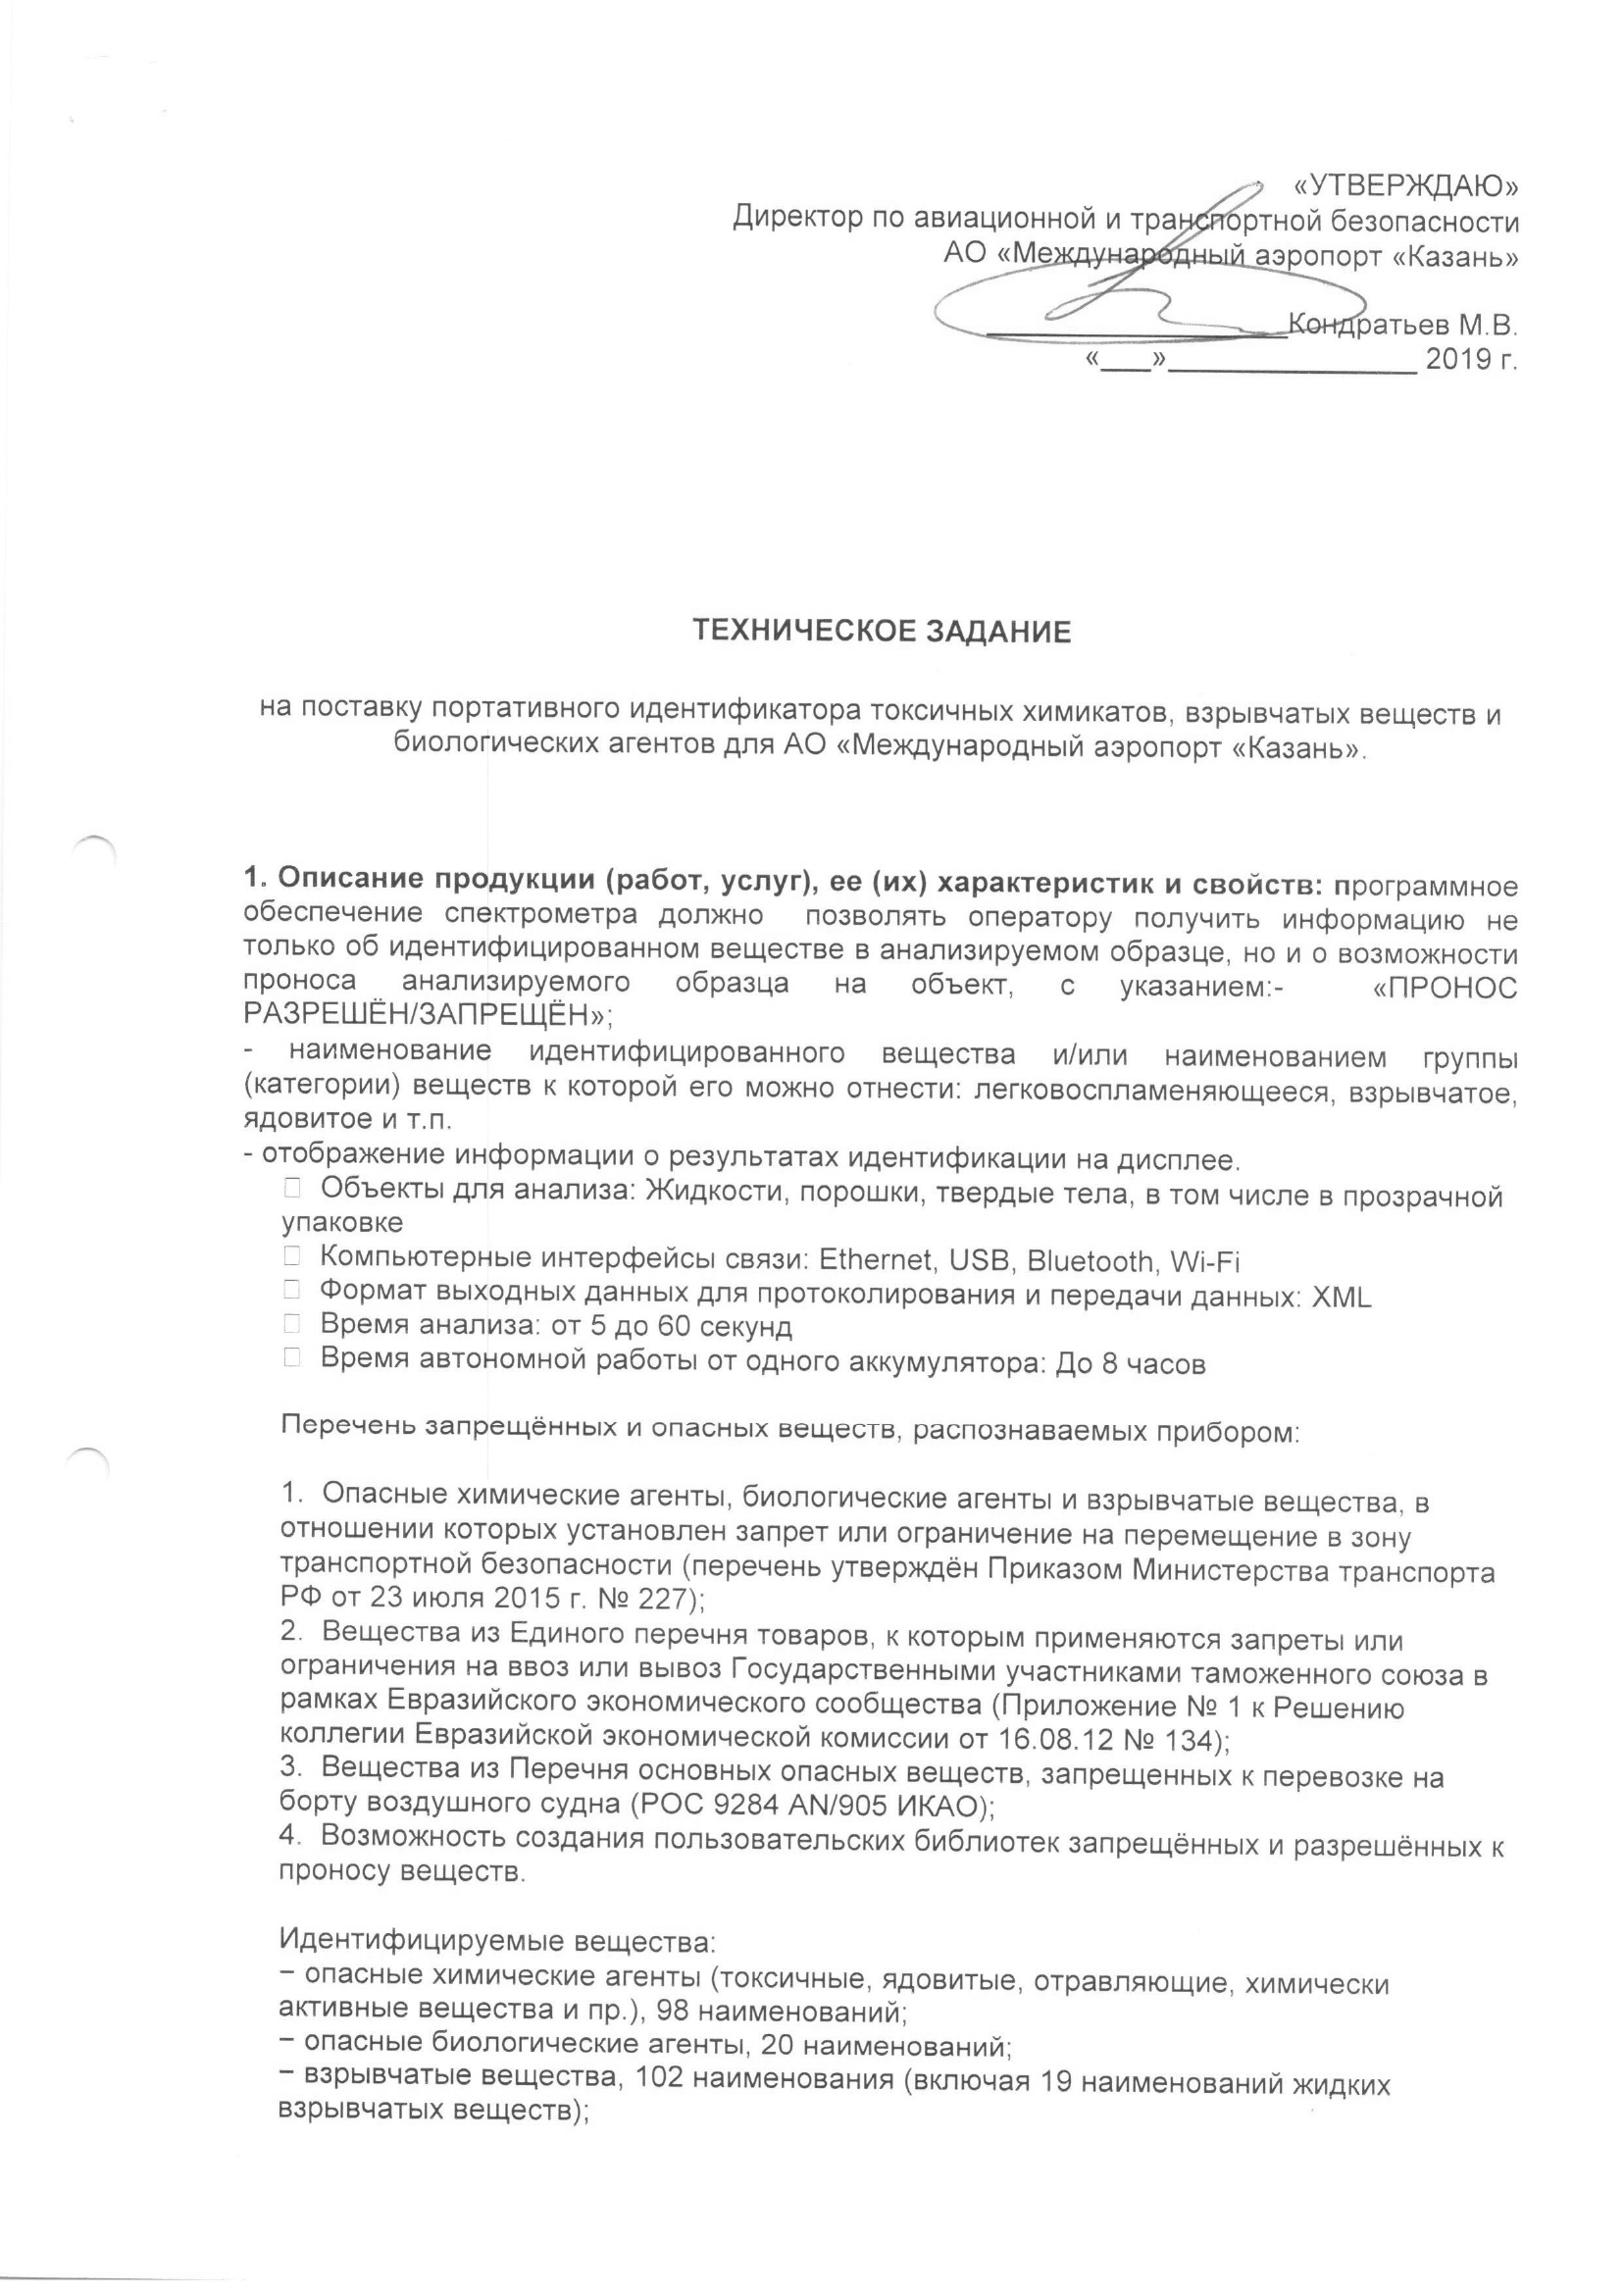 «УТВЕРЖДАЮ»
Директор по авиационной и транспортной безопасности
АО «Международный аэропорт «Казань»
__________________Кондратьев М.В.
«___»_______________ 2019 г.
ТЕХНИЧЕСКОЕ ЗАДАНИЕ
на поставку портативного идентификатора токсичных химикатов, взрывчатых веществ и
биологических агентов для АО «Международный аэропорт «Казань».
1. Описание продукции (работ, услуг), ее (их) характеристик и свойств: программное
обеспечение спектрометра должно позволять оператору получить информацию не
только об идентифицированном веществе в анализируемом образце, но и о возможности
проноса анализируемого образца на объект, с указанием:- «ПРОНОС
РАЗРЕШЁН/ЗАПРЕЩЁН»;
- наименование идентифицированного вещества и/или наименованием группы
(категории) веществ к которой его можно отнести: легковоспламеняющееся, взрывчатое,
ядовитое и т.п.
- отображение информации о результатах идентификации на дисплее.
Объекты для анализа: Жидкости, порошки, твердые тела, в том числе в прозрачной
упаковке
Компьютерные интерфейсы связи: Ethernet, USB, Bluetooth, Wi-Fi
Формат выходных данных для протоколирования и передачи данных: XML
Время анализа: от 5 до 60 секунд
Время автономной работы от одного аккумулятора: До 8 часов
Перечень запрещённых и опасных веществ, распознаваемых прибором:
1. Опасные химические агенты, биологические агенты и взрывчатые вещества, в
отношении которых установлен запрет или ограничение на перемещение в зону
транспортной безопасности (перечень утверждён Приказом Министерства транспорта
РФ от 23 июля 2015 г. № 227);
2. Вещества из Единого перечня товаров, к которым применяются запреты или
ограничения на ввоз или вывоз Государственными участниками таможенного союза в
рамках Евразийского экономического сообщества (Приложение № 1 к Решению
коллегии Евразийской экономической комиссии от 16.08.12 № 134);
3. Вещества из Перечня основных опасных веществ, запрещенных к перевозке на
борту воздушного судна (РОС 9284 AN/905 ИКАО);
4. Возможность создания пользовательских библиотек запрещённых и разрешённых к
проносу веществ.
Идентифицируемые вещества:
− опасные химические агенты (токсичные, ядовитые, отравляющие, химически
активные вещества и пр.), 98 наименований;
− опасные биологические агенты, 20 наименований;
− взрывчатые вещества, 102 наименования (включая 19 наименований жидких
взрывчатых веществ);